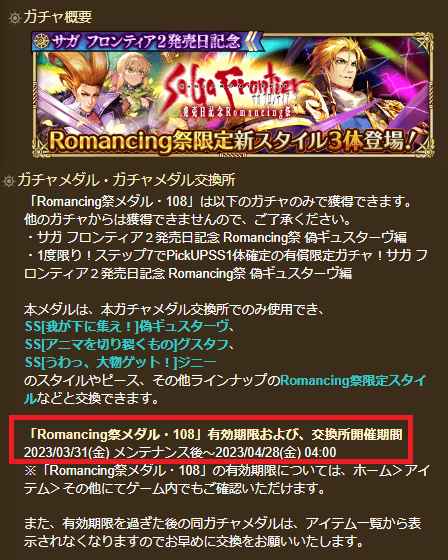 ガチャ概要
サガ フロンティア2発売日記念
SaGa Frontier
発売日記念Romancing祭
Romancing祭限定新スタイル3体登場!
ガチャメダル・ガチャメダル交換所
「Romancing祭メダル・108」は以下のガチャのみで獲得できます。
他のガチャからは獲得できませんので、ご了承ください。
・サガ フロンティア２発売日記念 Romancing祭 偽ギュスターヴ編
・1度限り！ステップ7でPickUPSS1体確定の有償限定ガチャ！サガ フ
ロンティア２発売日記念 Romancing祭 偽ギュスターヴ編
本メダルは、本ガチャメダル交換所でのみ使用でき、
SS[我が下に集え！]偽ギュスターヴ、
SS[アニマを切り裂くもの]グスタフ、
SS[うわっ、大物ゲット！]ジニー
のスタイルやピース、その他ラインナップのRomancing祭限定スタイ
ルなどと交換できます。
「Romancing祭メダル・108」有効期限および、交換所開催期間
2023/03/31(金) メンテナンス後～2023/04/28(金) 04:00
※「Romancing祭メダル・108」の有効期限については、ホーム＞アイ
テム＞その他にてゲーム内でもご確認いただけます。
また、有効期限を過ぎた後の同ガチャメダルは、アイテム一覧から表
示されなくなりますのでお早めに交換をお願いいたします。